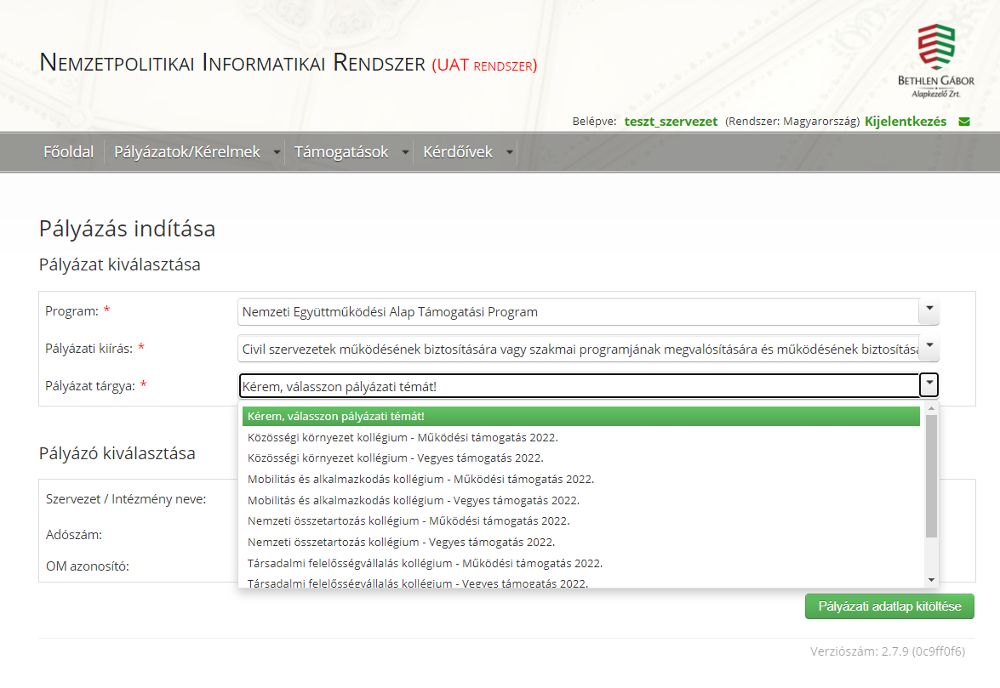 Nemzetpolitikai Informatikai Rendszer (UAT rendszer)
Bethlen Gábor
Alapkezelő Zrt.
Belépve: teszt_szervezet (Rendszer: Magyarország) Kijelentkezés
Főoldal Pályázatok/Kérelmek Támogatások Kérdőívek
Pályázás indítása
Pályázat kiválasztása
Program: * Nemzeti Együttműködési Alap Támogatási Program
Pályázati kiírás: * Civil szervezetek működésének biztosítására vagy szakmai programjának megvalósítására és működésének biztosítása
Pályázat tárgya: * Kérem, válasszon pályázati témát!
Kérem, válasszon pályázati témát!
Közösségi környezet kollégium - Működési támogatás 2022.
Közösségi környezet kollégium - Vegyes támogatás 2022.
Mobilitás és alkalmazkodás kollégium - Működési támogatás 2022.
Mobilitás és alkalmazkodás kollégium - Vegyes támogatás 2022.
Nemzeti összetartozás kollégium - Működési támogatás 2022.
Nemzeti összetartozás kollégium - Vegyes támogatás 2022.
Társadalmi felelősségvállalás kollégium - Működési támogatás 2022.
Társadalmi felelősségvállalás kollégium - Vegyes támogatás 2022.
Pályázó kiválasztása
Szervezet / Intézmény neve:
Adószám:
OM azonosító:
Pályázati adatlap kitöltése
Verziószám: 2.7.9 (0c9ff0f6)